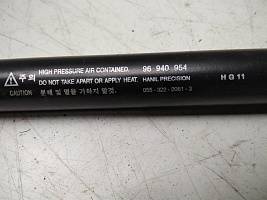 주의 HIGH PRESSURE AIR CONTAINED. 96 940 954
DO NOT TAKE APART OR APPLY HEAT. HANIL PRECISION H G 11
CAUTION 분해 및 열을 가하지 말것. 055-322-2061-3